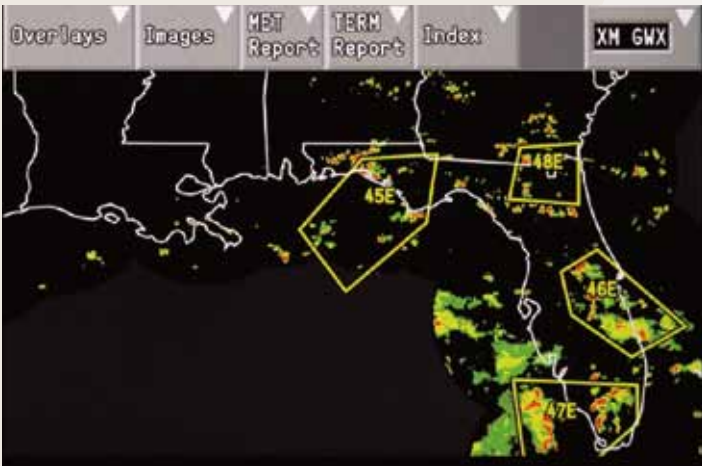 Overlays
Images
MET
Report
TERM
Report
Index
XM GWX
45E
48E
46E
47E